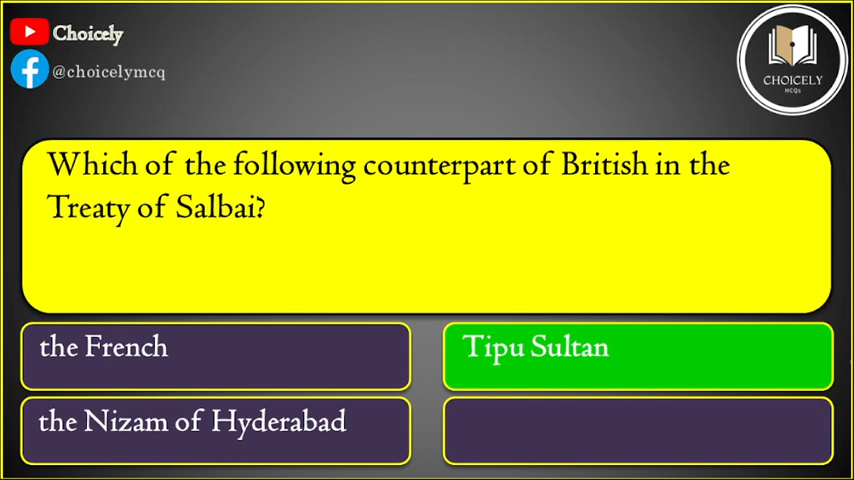 Choicely
@choicelymcq
CHOICELY
MCQs
Which of the following counterpart of British in the
Treaty of Salbai?
the French
Tipu Sultan
the Nizam of Hyderabad